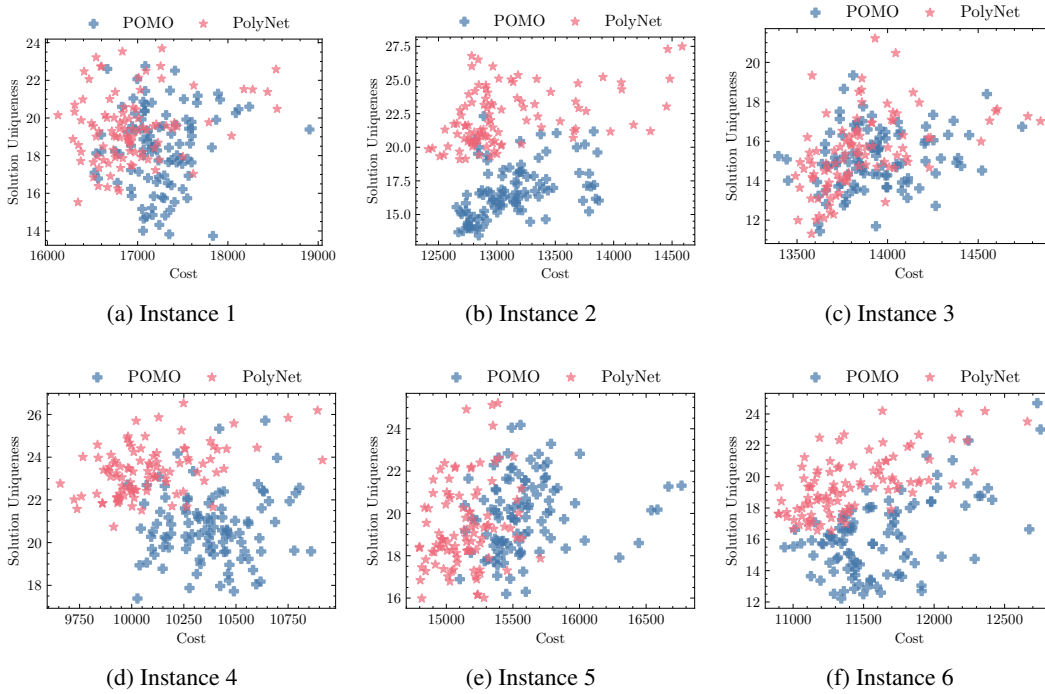 POMO PolyNet
24
22
20
18
16
14
16000 17000 18000 19000
Solution Uniqueness
Cost
(a) Instance 1
POMO PolyNet
27.5
25.0
22.5
20.0
17.5
15.0
12500 13000 13500 14000 14500
Solution Uniqueness
Cost
(b) Instance 2
POMO PolyNet
20
18
16
14
12
13500 14000 14500
Solution Uniqueness
Cost
(c) Instance 3
POMO PolyNet
26
24
22
20
18
9750 10000 10250 10500 10750
Solution Uniqueness
Cost
(d) Instance 4
POMO PolyNet
24
22
20
18
16
15000 15500 16000 16500
Solution Uniqueness
Cost
(e) Instance 5
POMO PolyNet
24
22
20
18
16
14
12
11000 11500 12000 12500
Solution Uniqueness
Cost
(f) Instance 6